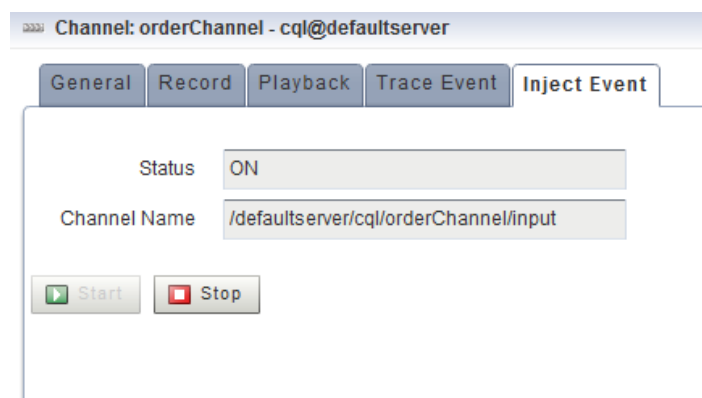 Channel: orderChannel - cql@defaultserver
General Record Playback Trace Event Inject Event
Status ON
Channel Name /defaultserver/cql/orderChannel/input
Start Stop